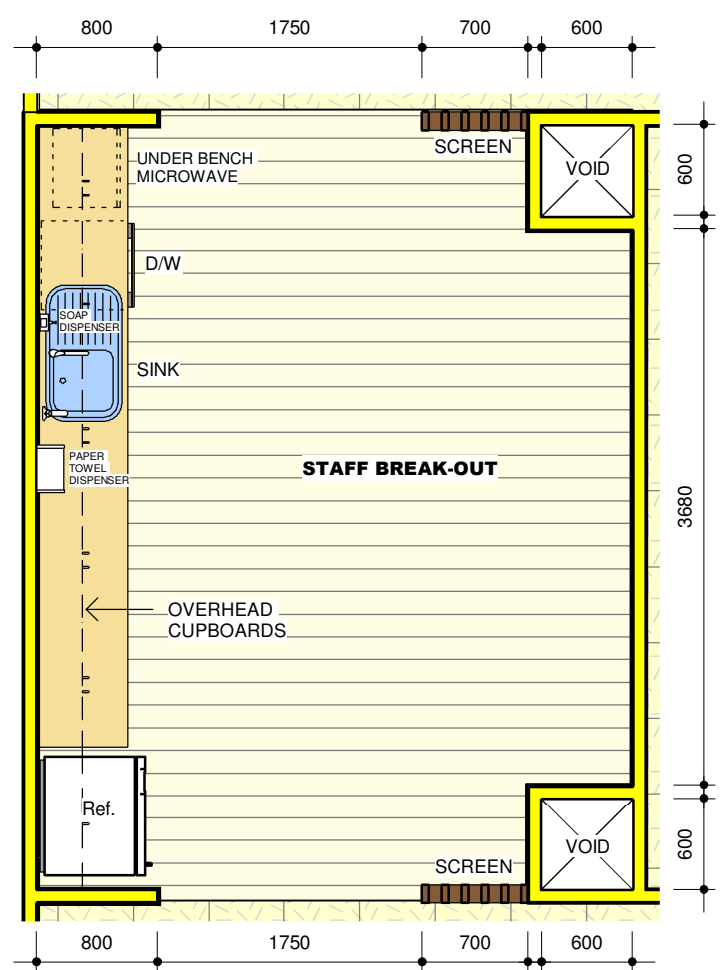 800
1750
700
600
SCREEN
VOID
600
UNDER BENCH
MICROWAVE
D/W
SOAP
DISPENSER
SINK
PAPER
TOWEL
DISPENSER
STAFF BREAK-OUT
3680
OVERHEAD
CUPBOARDS
Ref.
SCREEN
VOID
600
800
1750
700
600